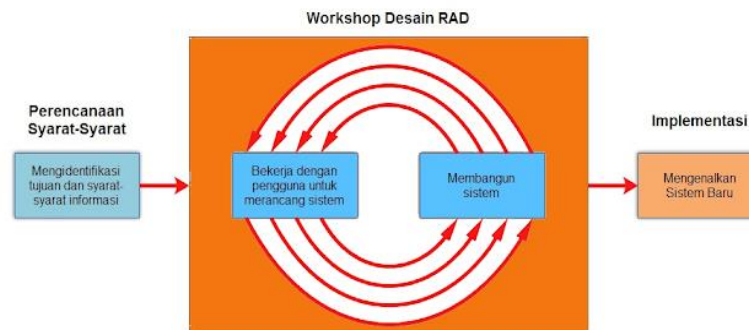 Workshop Desain RAD
Perencanaan
Syarat-Syarat
Mengidentifikasi
tujuan dan syarat-
syarat informasi
Bekerja dengan
pengguna untuk
merancang sistem
Membangun
sistem
Implementasi
Mengenalkan
Sistem Baru